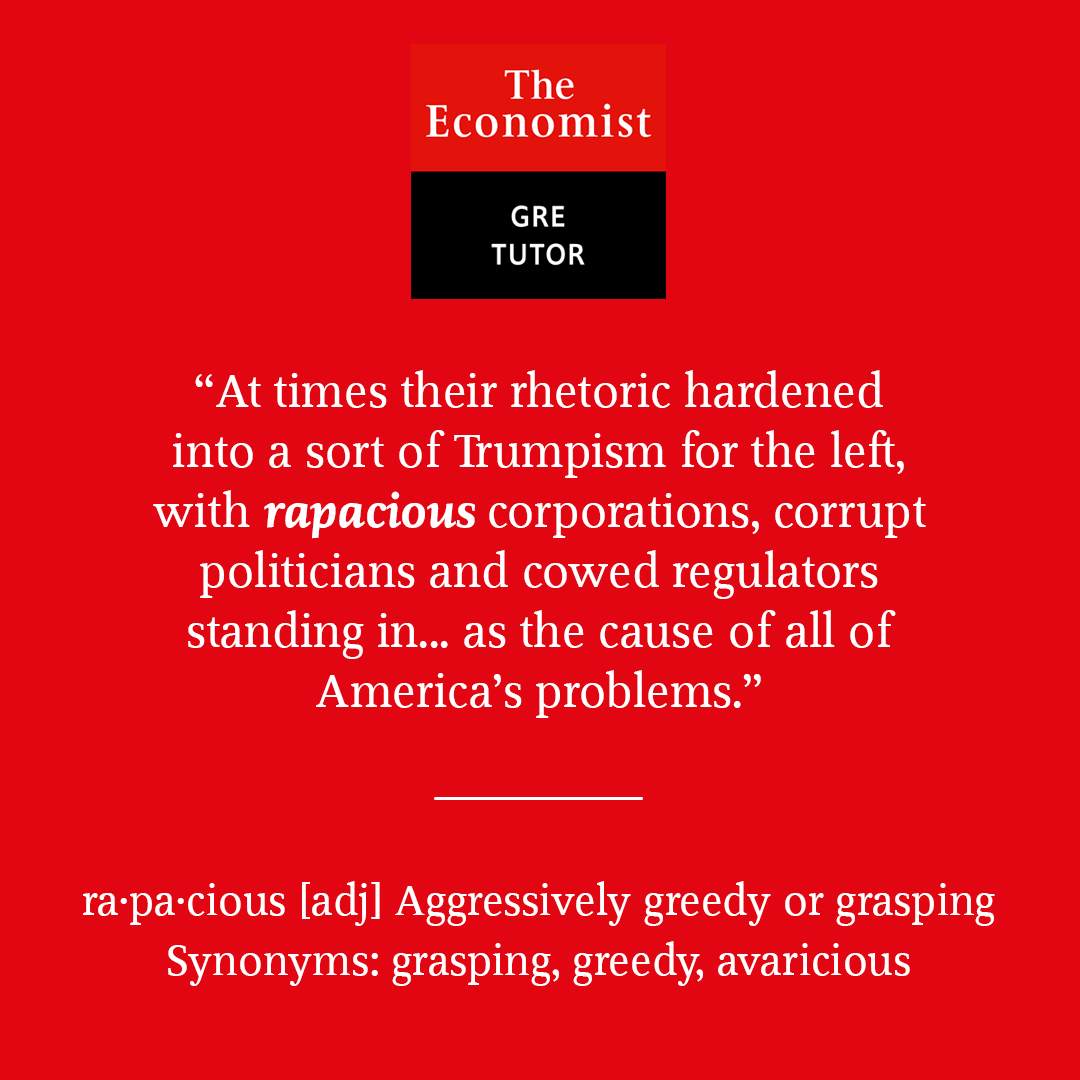 The
Economist
GRE
TUTOR
“At times their rhetoric hardened
into a sort of Trumpism for the left,
with rapacious corporations, corrupt
politicians and cowed regulators
standing in... as the cause of all of
America’s problems.”
ra·pa·cious [adj] Aggressively greedy or grasping
Synonyms: grasping, greedy, avaricious